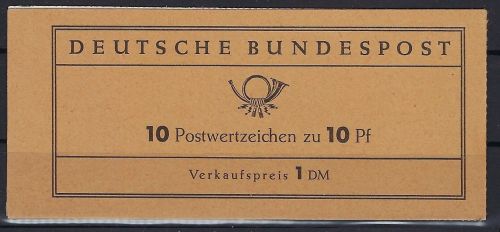 DEUTSCHE BUNDESPOST
10 Postwertzeichen zu 10 Pf
Verkaufspreis 1 DM